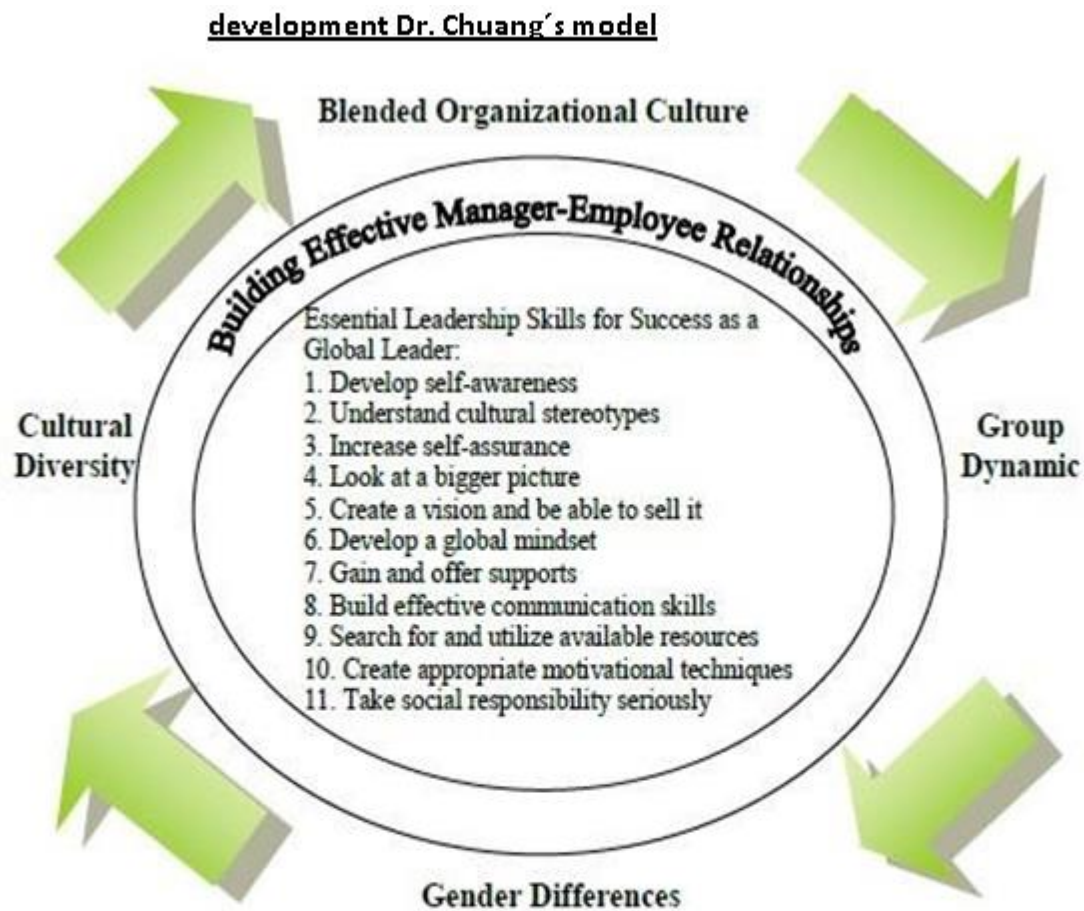 development Dr. Chuang´s model
Blended Organizational Culture
Building Effective Manager-Employee Relationships
Essential Leadership Skills for Success as a
Global Leader:
1. Develop self-awareness
2. Understand cultural stereotypes
3. Increase self-assurance
4. Look at a bigger picture
5. Create a vision and be able to sell it
6. Develop a global mindset
7. Gain and offer supports
8. Build effective communication skills
9. Search for and utilize available resources
10. Create appropriate motivational techniques
11. Take social responsibility seriously
Cultural
Diversity
Group
Dynamic
Gender Differences